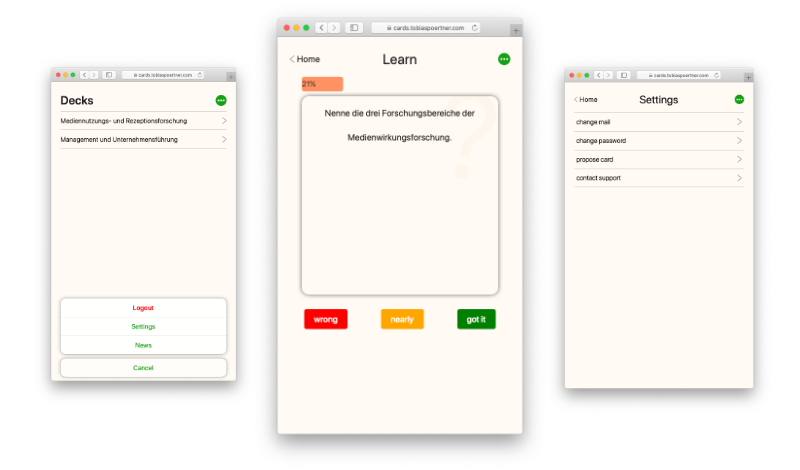 cards.tobiaspoertner.com
Decks
Mediennutzungs- und Rezeptionsforschung
Management und Unternehmensführung
Logout
Settings
News
Cancel
cards.tobiaspoertner.com
Home
Learn
21%
Nenne die drei Forschungsbereiche der
Medienwirkungsforschung.
?
wrong
nearly
got it
cards.tobiaspoertner.com
Home
Settings
change mail
change password
propose card
contact support